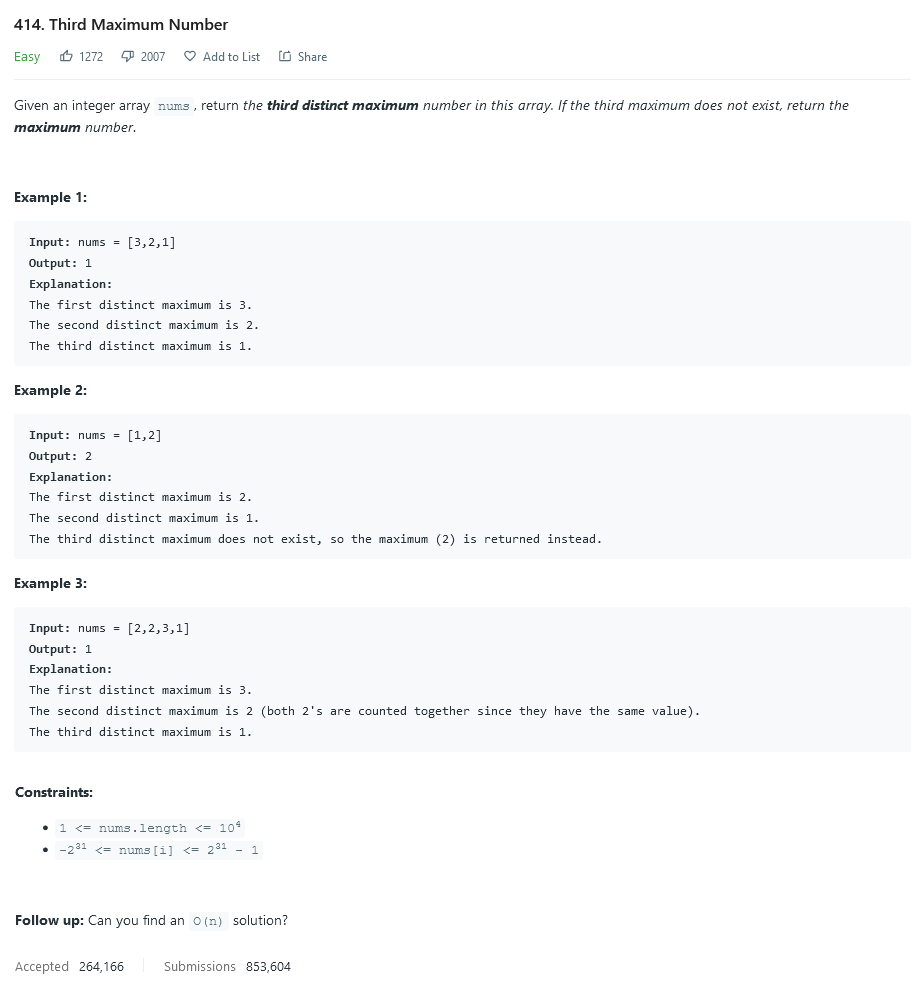 414. Third Maximum Number
Easy 1272 2007 Add to List Share
Given an integer array nums, return the third distinct maximum number in this array. If the third maximum does not exist, return the
maximum number.
Example 1:
Input: nums = [3,2,1]
Output: 1
Explanation:
The first distinct maximum is 3.
The second distinct maximum is 2.
The third distinct maximum is 1.
Example 2:
Input: nums = [1,2]
Output: 2
Explanation:
The first distinct maximum is 2.
The second distinct maximum is 1.
The third distinct maximum does not exist, so the maximum (2) is returned instead.
Example 3:
Input: nums = [2,2,3,1]
Output: 1
Explanation:
The first distinct maximum is 3.
The second distinct maximum is 2 (both 2's are counted together since they have the same value).
The third distinct maximum is 1.
Constraints:
• 1 <= nums.length <= 10⁴
• -2³¹ <= nums[i] <= 2³¹ - 1
Follow up: Can you find an O(n) solution?
Accepted 264,166 Submissions 853,604